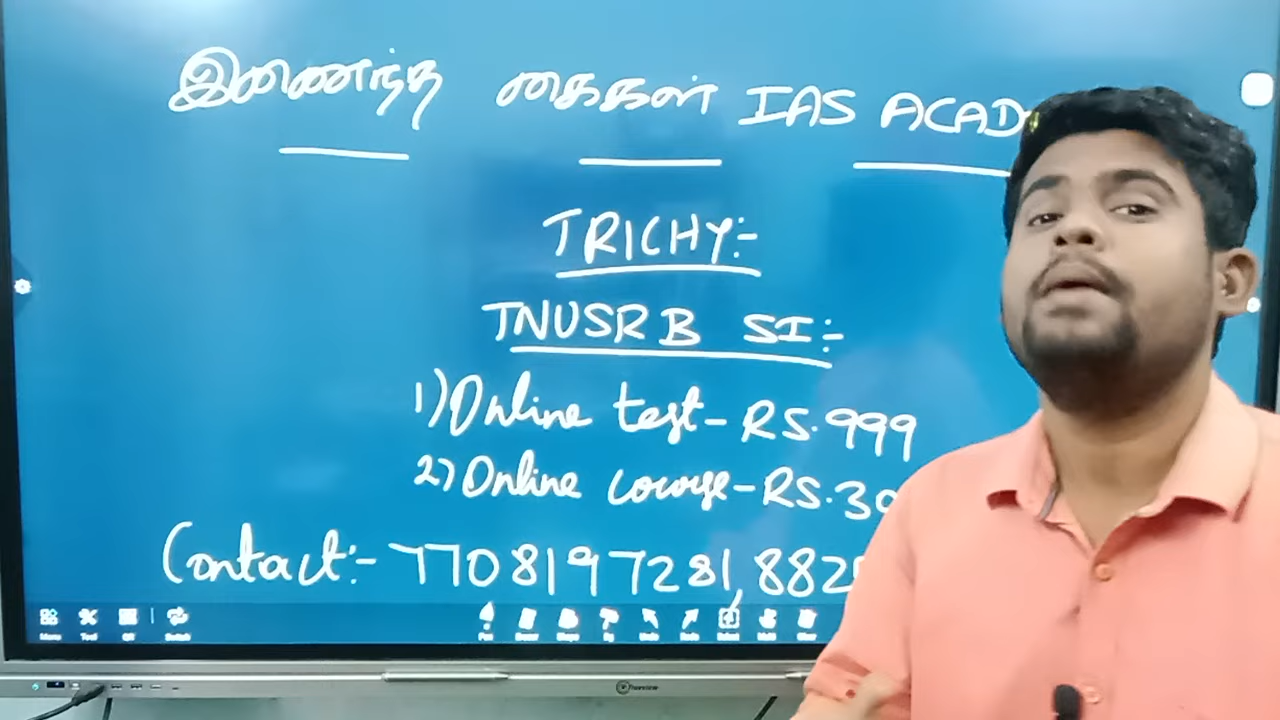 இணைந்த கைகள் IAS ACAD
TRICHY:-
TNUSRB SI:-
1) Online test - RS. 999
2) Online course - RS. 30
Contact:- 7708197281, 882